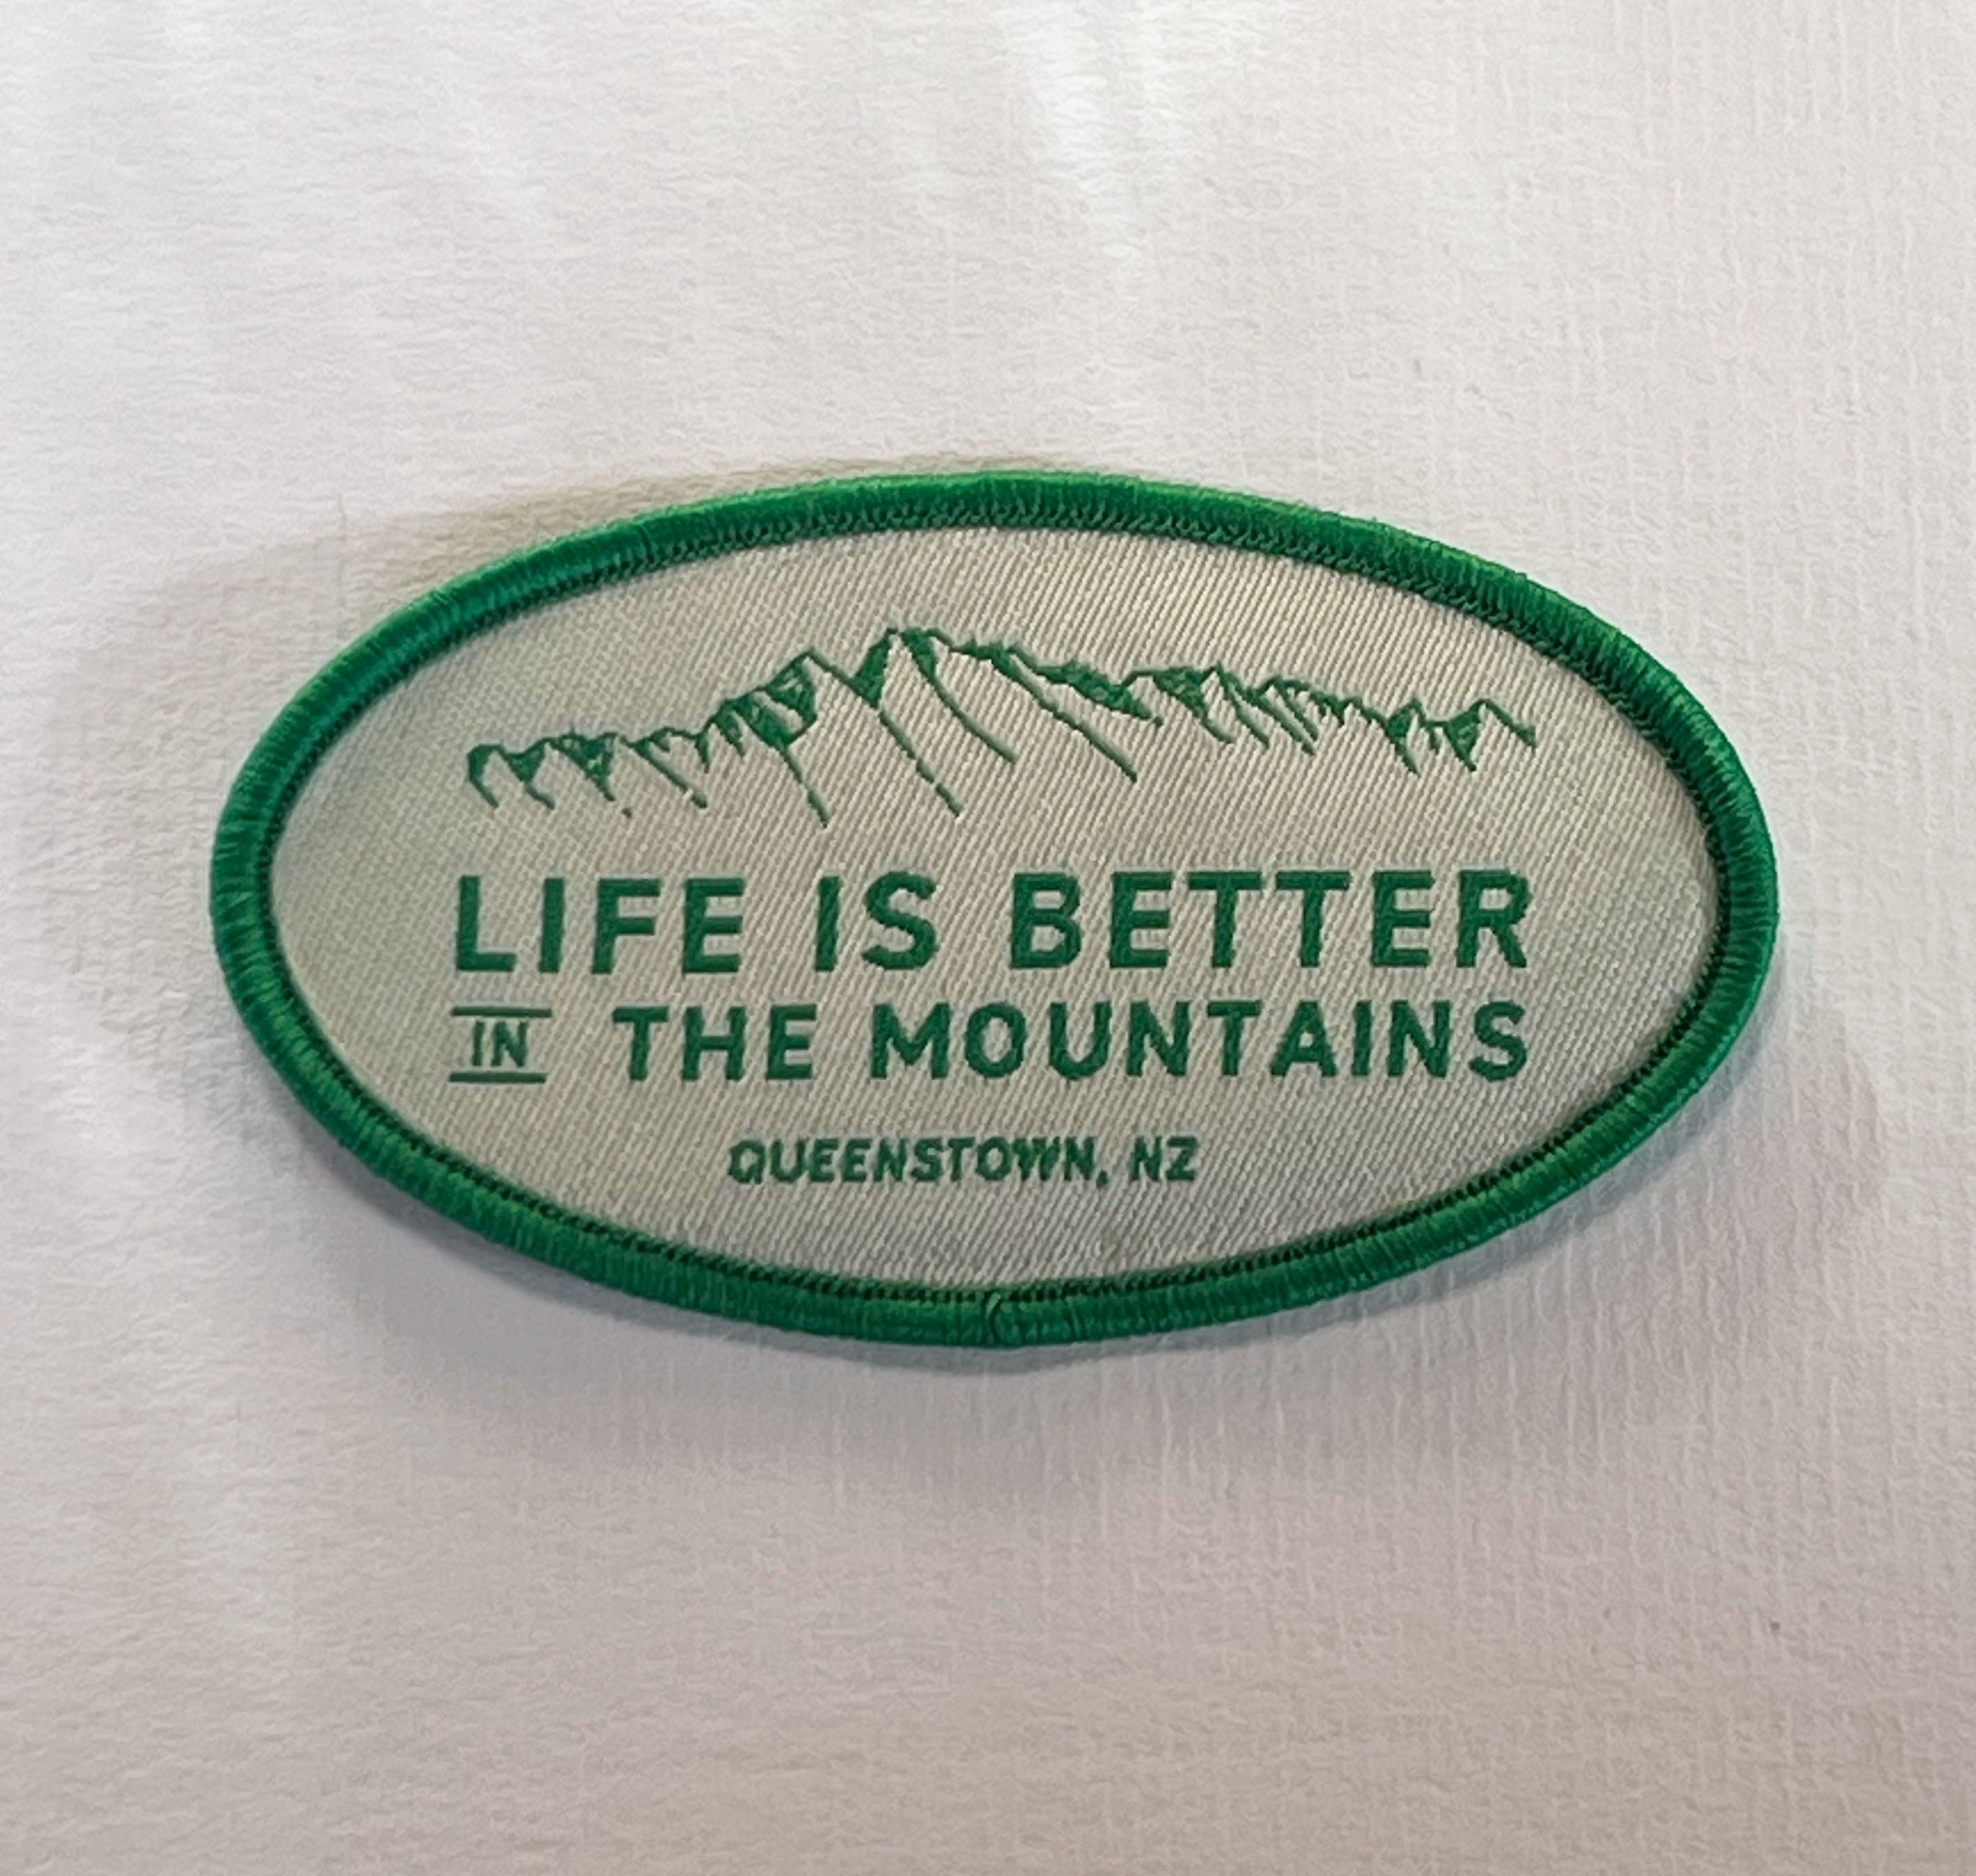 LIFE IS BETTER
IN THE MOUNTAINS
QUEENSTOWN, NZ